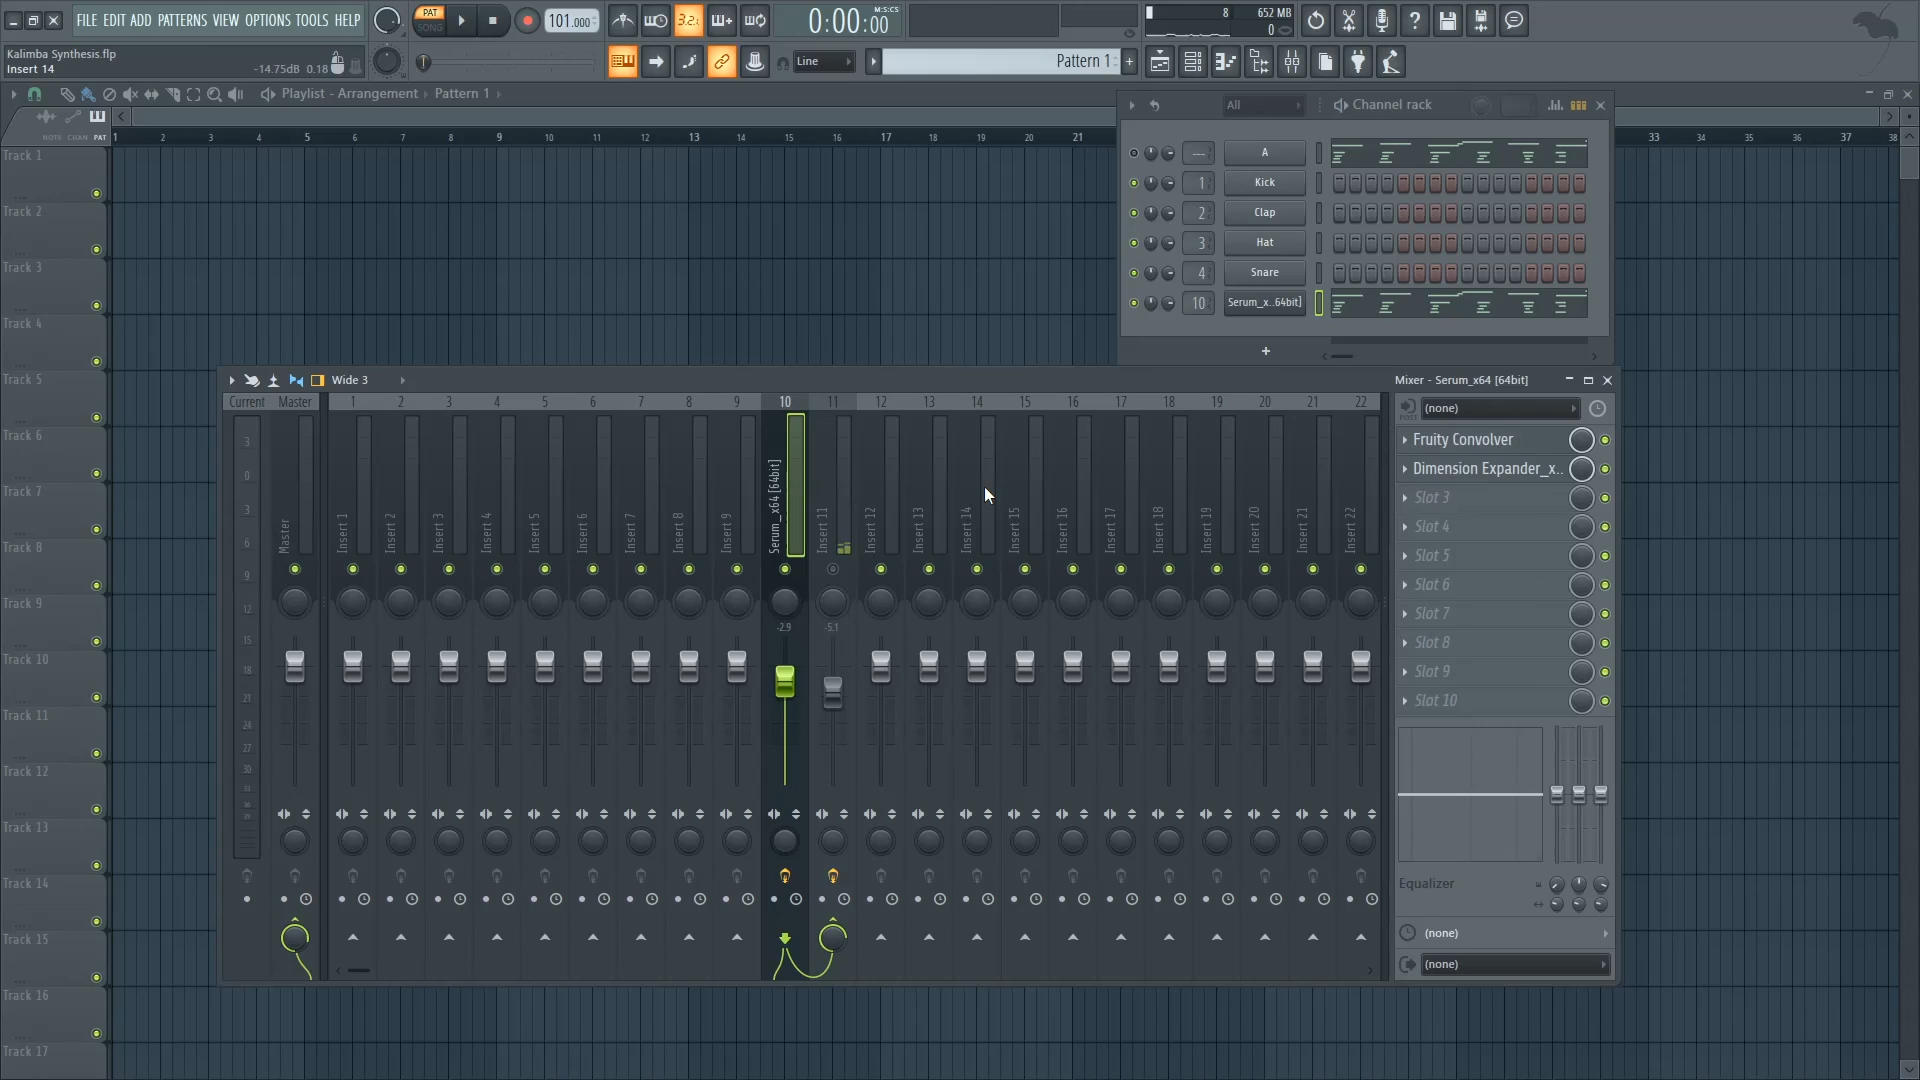 FILE EDIT ADD PATTERNS VIEW OPTIONS TOOLS HELP
PAT
SONG
101.000
3.2.
0:00:00
M:S:CS
8
652 MB
0
Kalimba Synthesis.flp
Insert 14
-14.75dB 0.18
Line
Pattern 1
+
Playlist - Arrangement
Pattern 1
NOTE CHAN PAT
1 2 3 4 5 6 7 8 9 10 11 12 13 14 15 16 17 18 19 20 21
33 34 35 36 37 38
Track 1
Track 2
Track 3
Track 4
Track 5
Track 6
Track 7
Track 8
Track 9
Track 10
Track 11
Track 12
Track 13
Track 14
Track 15
Track 16
Track 17
All
Channel rack
--- A
1 Kick
2 Clap
3 Hat
4 Snare
10 Serum_x..64bit]
+
Wide 3
Mixer - Serum_x64 [64bit]
Current Master 1 2 3 4 5 6 7 8 9 10 11 12 13 14 15 16 17 18 19 20 21 22
3
0
3
6
9
12
15
18
21
24
27
30
Master
Insert 1
Insert 2
Insert 3
Insert 4
Insert 5
Insert 6
Insert 7
Insert 8
Insert 9
Serum_x64 [64bit]
Insert 11
Insert 12
Insert 13
Insert 14
Insert 15
Insert 16
Insert 17
Insert 18
Insert 19
Insert 20
Insert 21
Insert 22
-2.9
-5.1
POST
(none)
Fruity Convolver
Dimension Expander_x..
Slot 3
Slot 4
Slot 5
Slot 6
Slot 7
Slot 8
Slot 9
Slot 10
Equalizer
(none)
(none)